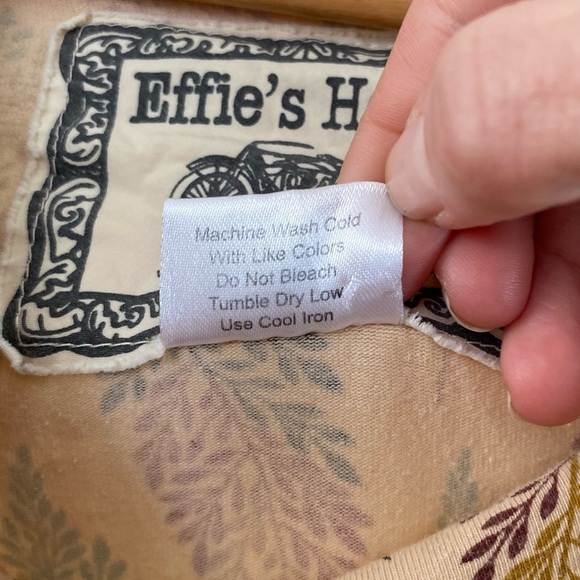 Effie's H
Machine Wash Cold
With Like Colors
Do Not Bleach
Tumble Dry Low
Use Cool Iron